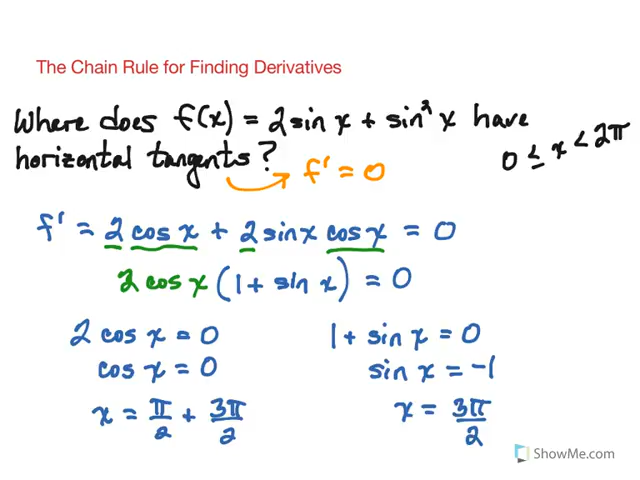 The Chain Rule for Finding Derivatives
Where does f(x) = 2 sin x + sin² x have
horizontal tangents?
0 ≤ x < 2π
f' = 0
f' = 2 cos x + 2 sin x cos x = 0
2 cos x (1 + sin x) = 0
2 cos x = 0
cos x = 0
x = π/2 + 3π/2
1 + sin x = 0
sin x = -1
x = 3π/2
ShowMe.com